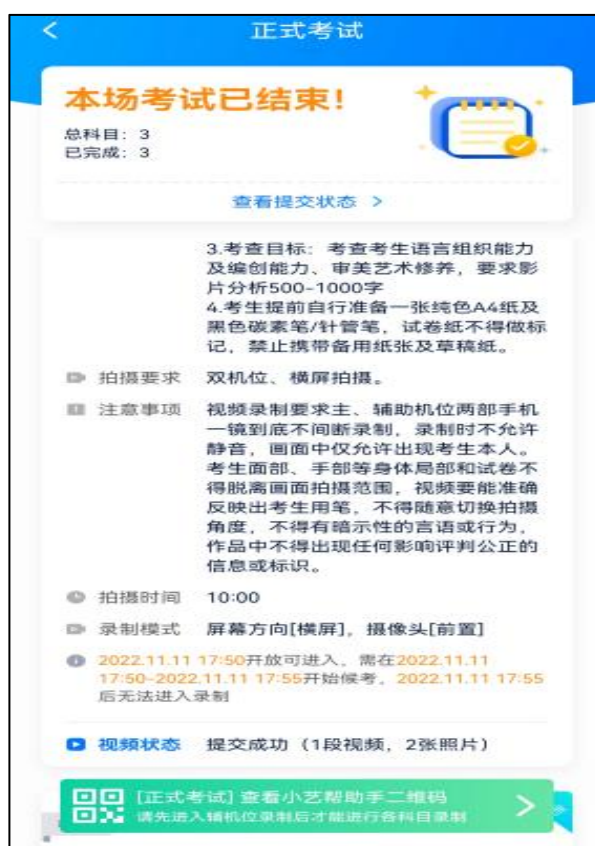 正式考试
本场考试已结束！
总科目：3
已完成：3
查看提交状态 >
3.考查目标：考查考生语言组织能力
及编创能力、审美艺术修养，要求影
片分析500-1000字
4.考生提前自行准备一张纯色A4纸及
黑色碳素笔/针管笔，试卷纸不得做标
记，禁止携带备用纸张及草稿纸。
拍摄要求 双机位、横屏拍摄。
注意事项 视频录制要求主、辅助机位两部手机
一镜到底不间断录制，录制时不允许
静音，画面中仅允许出现考生本人。
考生面部、手部等身体局部和试卷不
得脱离画面拍摄范围，视频要能准确
反映出考生用笔，不得随意切换拍摄
角度，不得有暗示性的言语或行为，
作品中不得出现任何影响评判公正的
信息或标识。
拍摄时间 10:00
录制模式 屏幕方向[横屏]，摄像头[前置]
2022.11.11 17:50开放可进入，需在2022.11.11
17:50-2022.11.11 17:55开始候考，2022.11.11 17:55
后无法进入录制
视频状态 提交成功（1段视频，2张照片）
[正式考试] 查看小艺帮助手二维码
请先进入辅机位录制后才能进行各科目录制